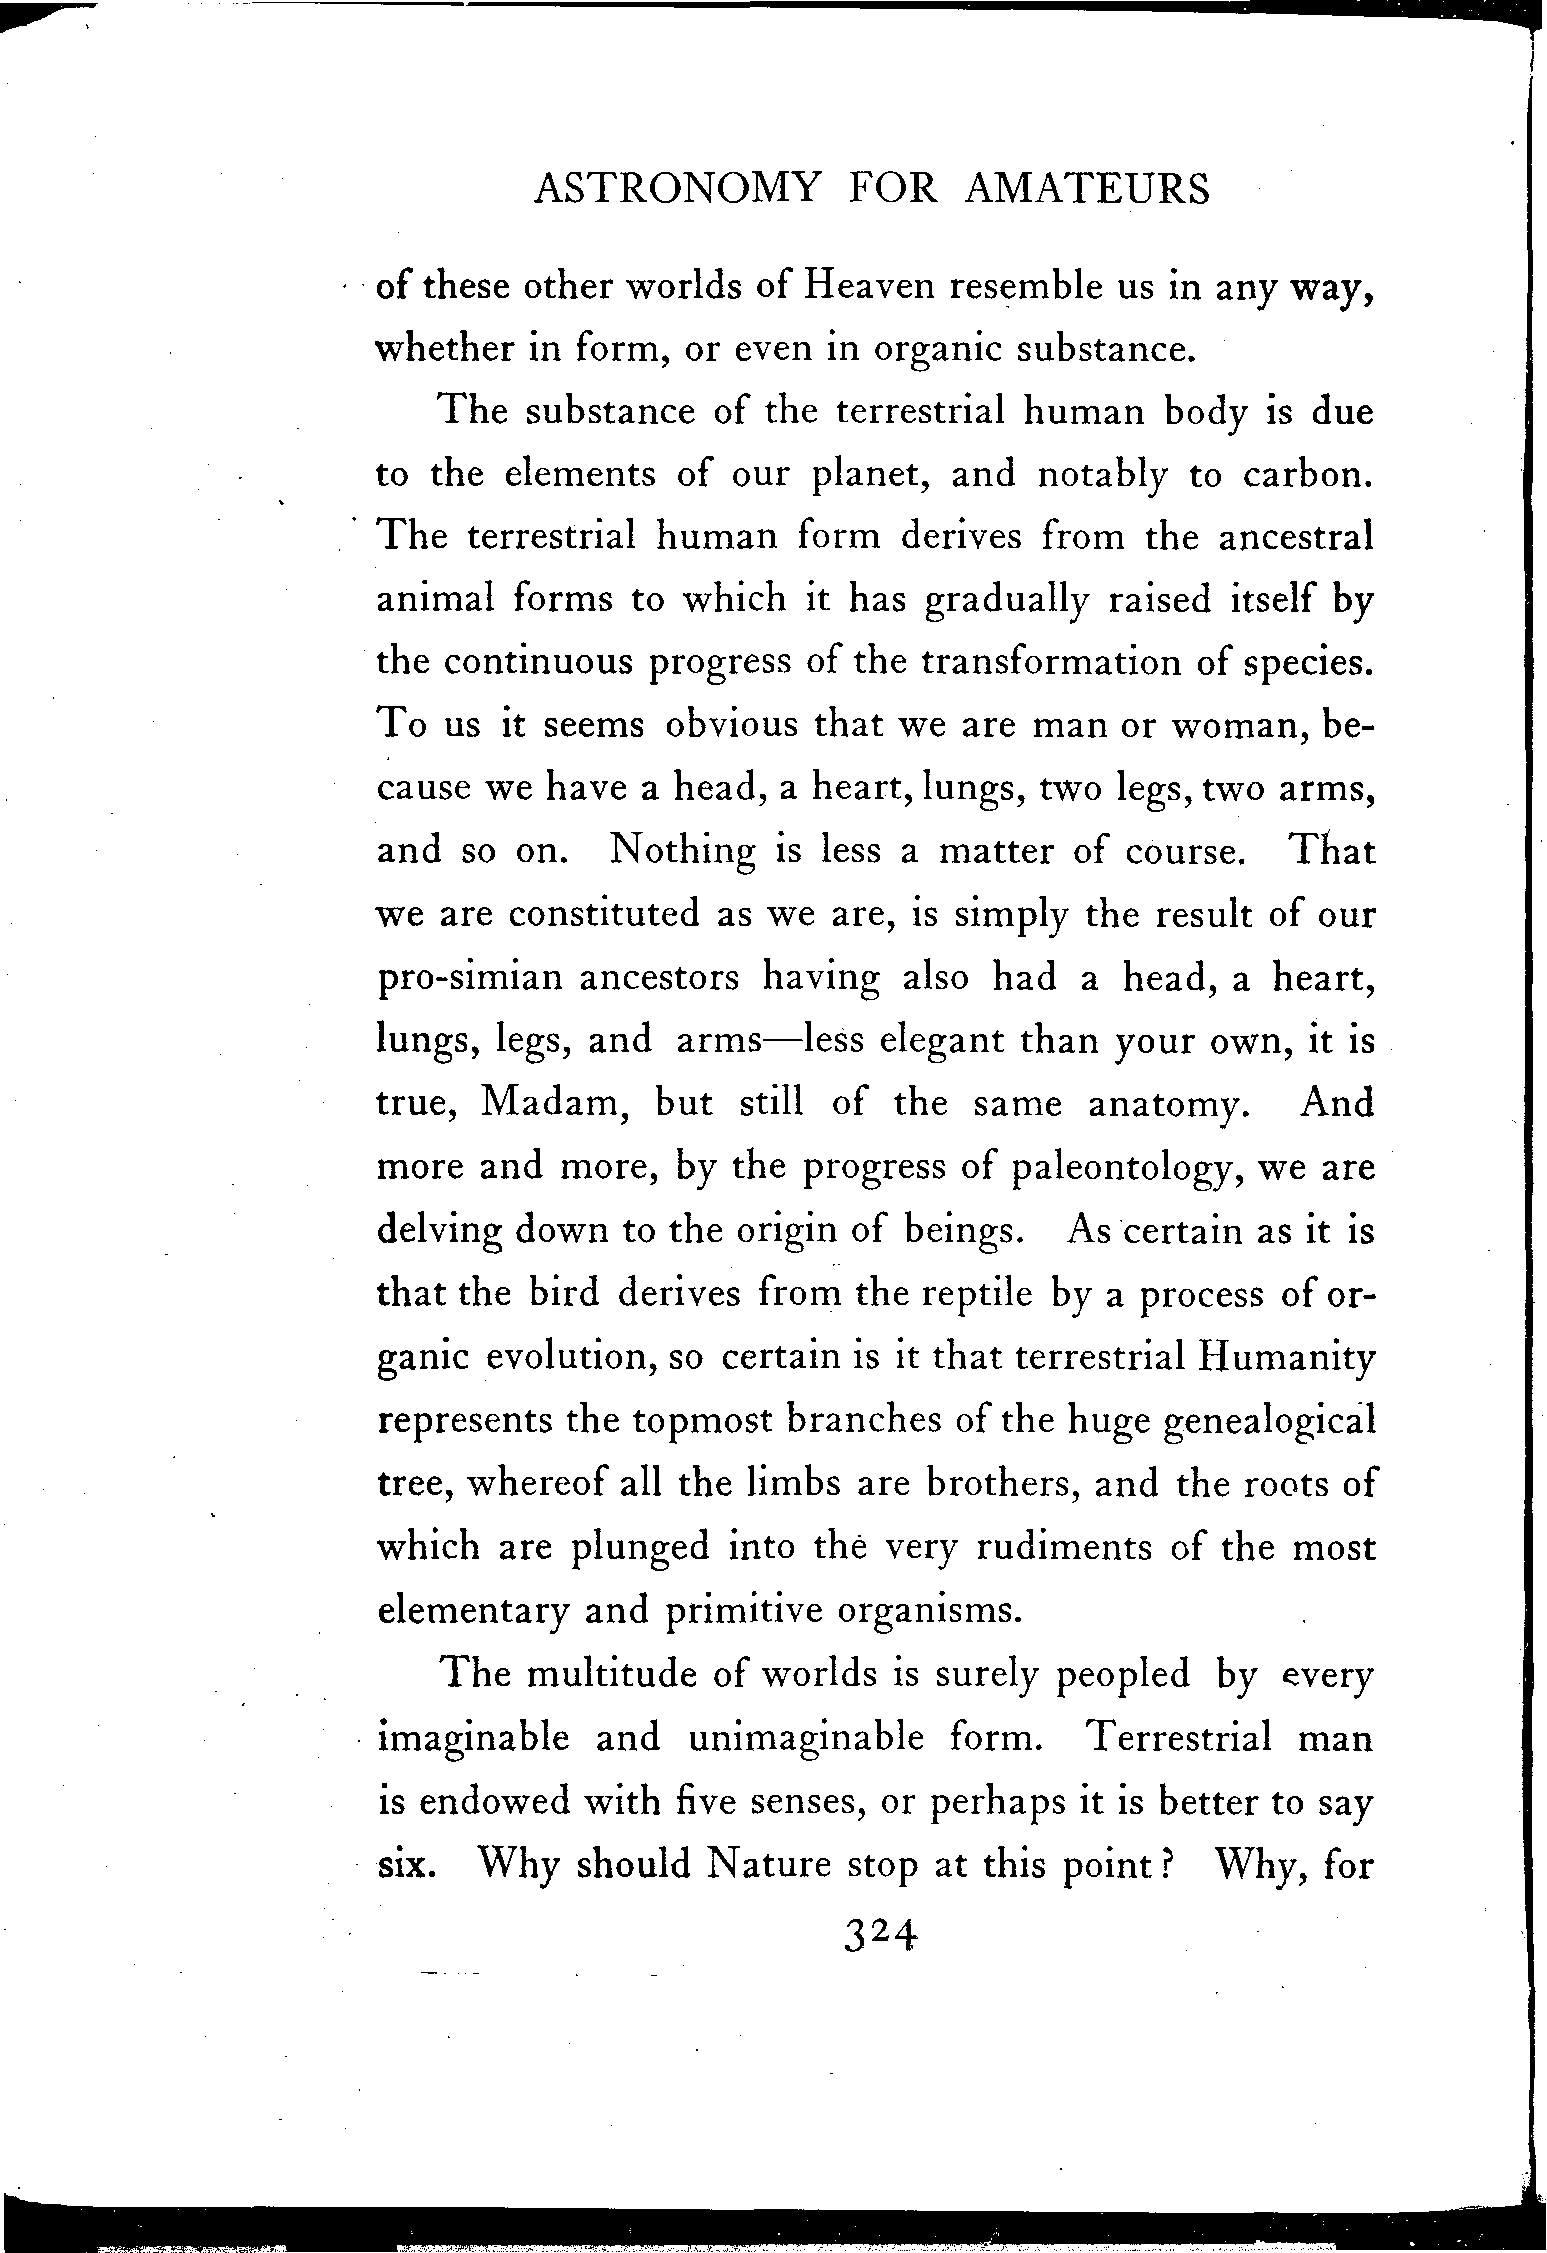 ASTRONOMY FOR AMATEURS
of these other worlds of Heaven resemble us in any way,
whether in form, or even in organic substance.
The substance of the terrestrial human body is due
to the elements of our planet, and notably to carbon.
The terrestrial human form derives from the ancestral
animal forms to which it has gradually raised itself by
the continuous progress of the transformation of species.
To us it seems obvious that we are man or woman, be-
cause we have a head, a heart, lungs, two legs, two arms,
and so on. Nothing is less a matter of course. That
we are constituted as we are, is simply the result of our
pro-simian ancestors having also had a head, a heart,
lungs, legs, and arms—less elegant than your own, it is
true, Madam, but still of the same anatomy. And
more and more, by the progress of paleontology, we are
delving down to the origin of beings. As certain as it is
that the bird derives from the reptile by a process of or-
ganic evolution, so certain is it that terrestrial Humanity
represents the topmost branches of the huge genealogical
tree, whereof all the limbs are brothers, and the roots of
which are plunged into the very rudiments of the most
elementary and primitive organisms.
The multitude of worlds is surely peopled by every
imaginable and unimaginable form. Terrestrial man
is endowed with five senses, or perhaps it is better to say
six. Why should Nature stop at this point? Why, for
324